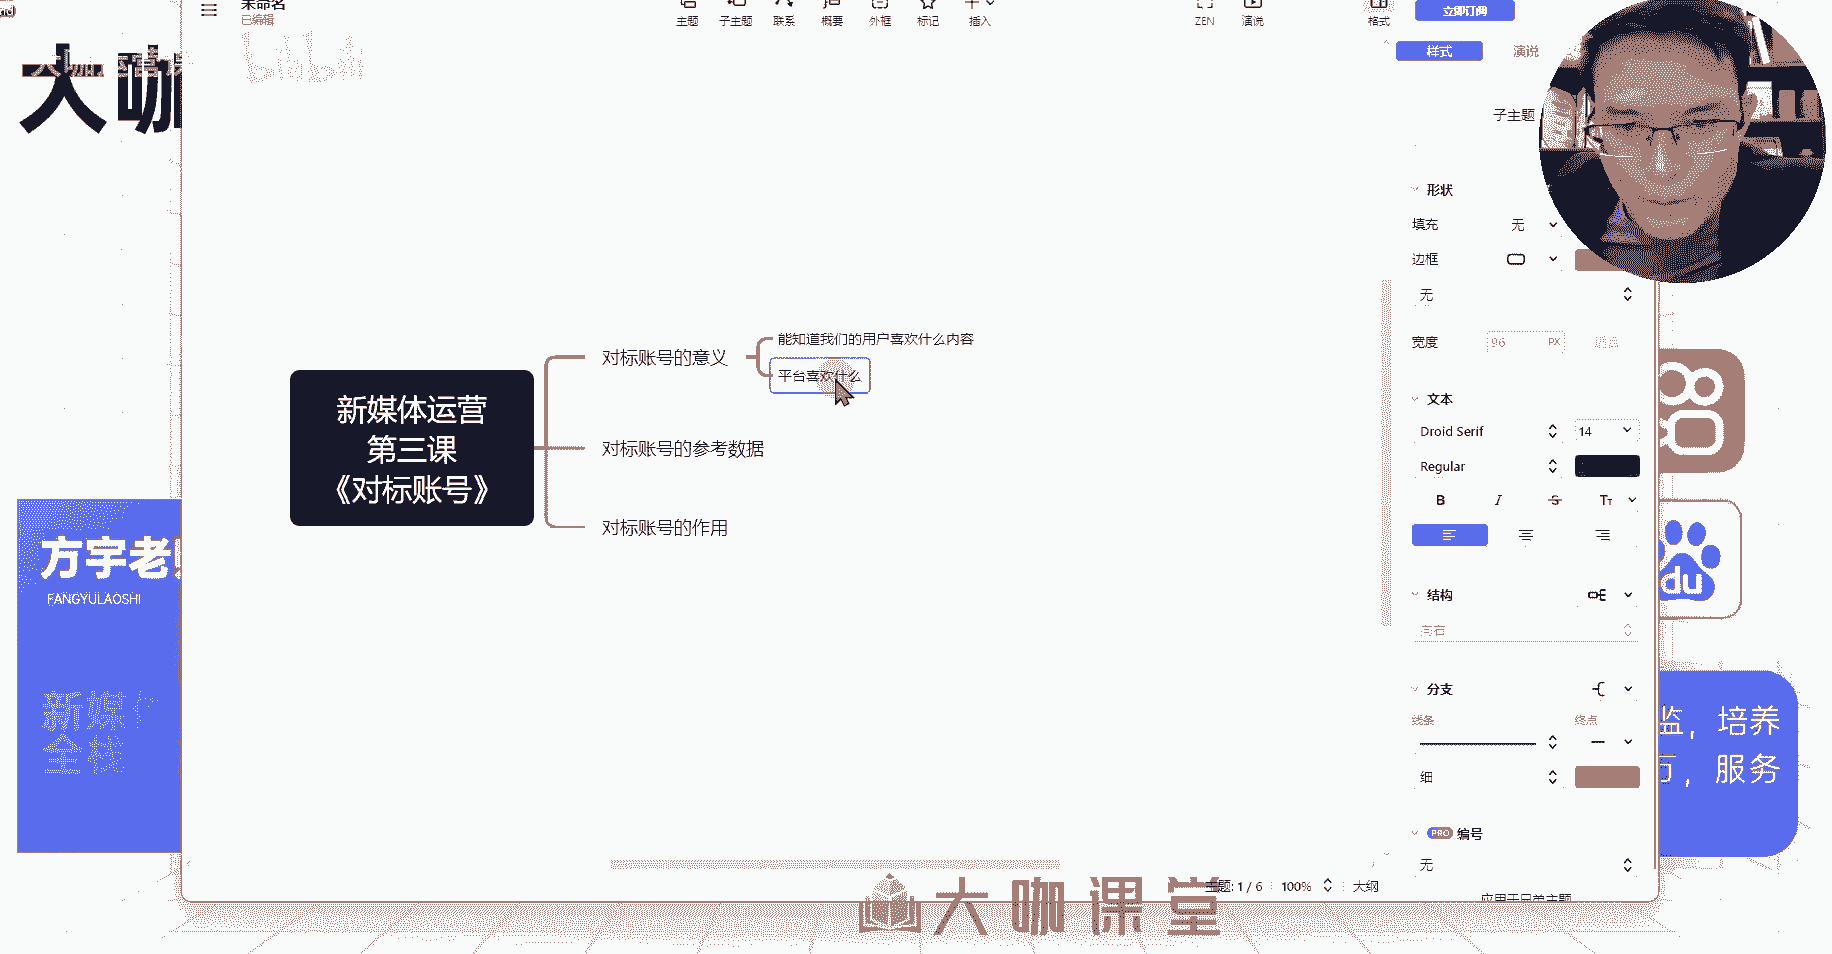 未命名
已编辑
主题
子主题
联系
概要
外框
标记
插入
ZEN
演说
格式
立即订阅
bilibili
大咖
样式
演说
子主题
形状
填充
无
边框
无
宽度
96
PX
文本
Droid Serif
14
Regular
B
I
S
结构
向右
分支
线条
终点
细
PRO
编号
无
新媒体运营
第三课
《对标账号》
对标账号的意义
能知道我们的用户喜欢什么内容
平台喜欢什么
对标账号的参考数据
对标账号的作用
方宇老
FANGYULAOSHI
新媒
全栈
du
监，培养
万，服务
主题: 1 / 6
100%
大纲
大咖课堂